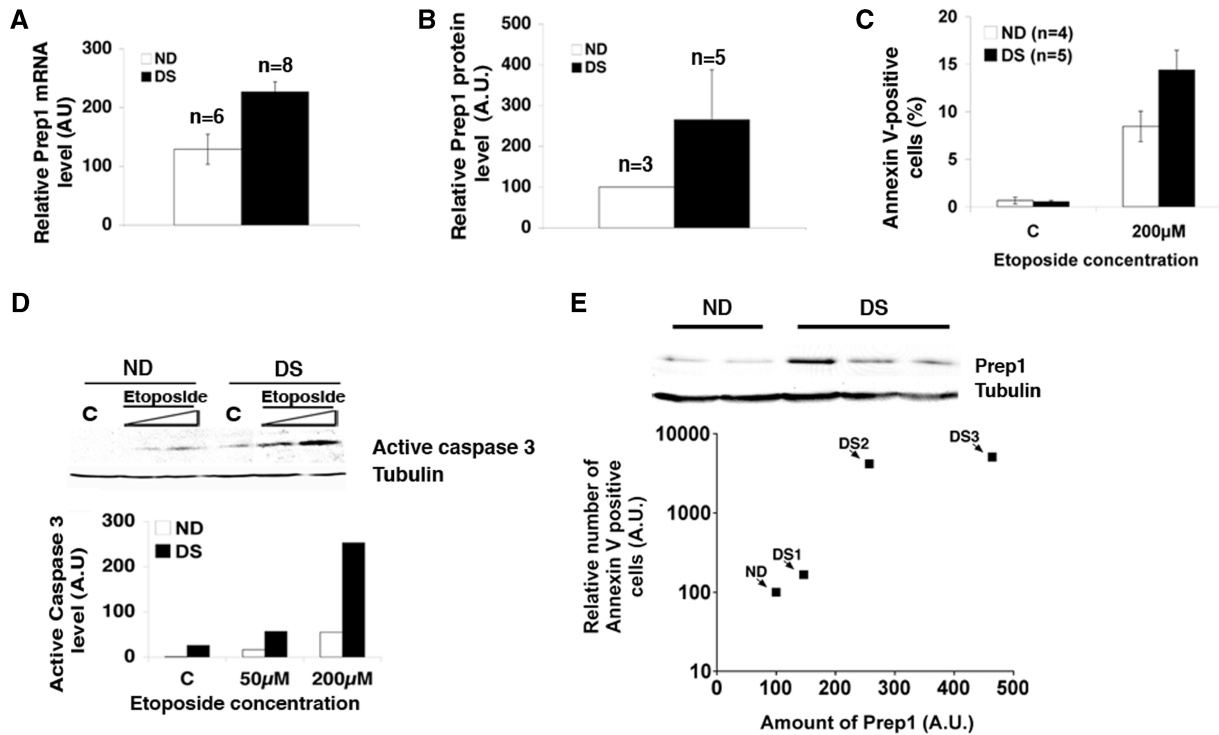 A
Relative Prep1 mRNA
level (AU)
300
200
100
0
ND
DS
n=6
n=8
B
Relative Prep1 protein
level (A.U.)
500
400
300
200
100
0
ND
DS
n=3
n=5
C
Annexin V-positive
cells (%)
20
15
10
5
0
ND (n=4)
DS (n=5)
C
200µM
Etoposide concentration
D
ND
DS
C
Etoposide
C
Etoposide
Active caspase 3
Tubulin
Active Caspase 3
level (A.U)
300
200
100
0
ND
DS
C
50µM
200µM
Etoposide concentration
E
ND
DS
Prep1
Tubulin
Relative number of
Annexin V positive
cells (A.U.)
10000
1000
100
10
ND
DS1
DS2
DS3
0
100
200
300
400
500
Amount of Prep1 (A.U.)